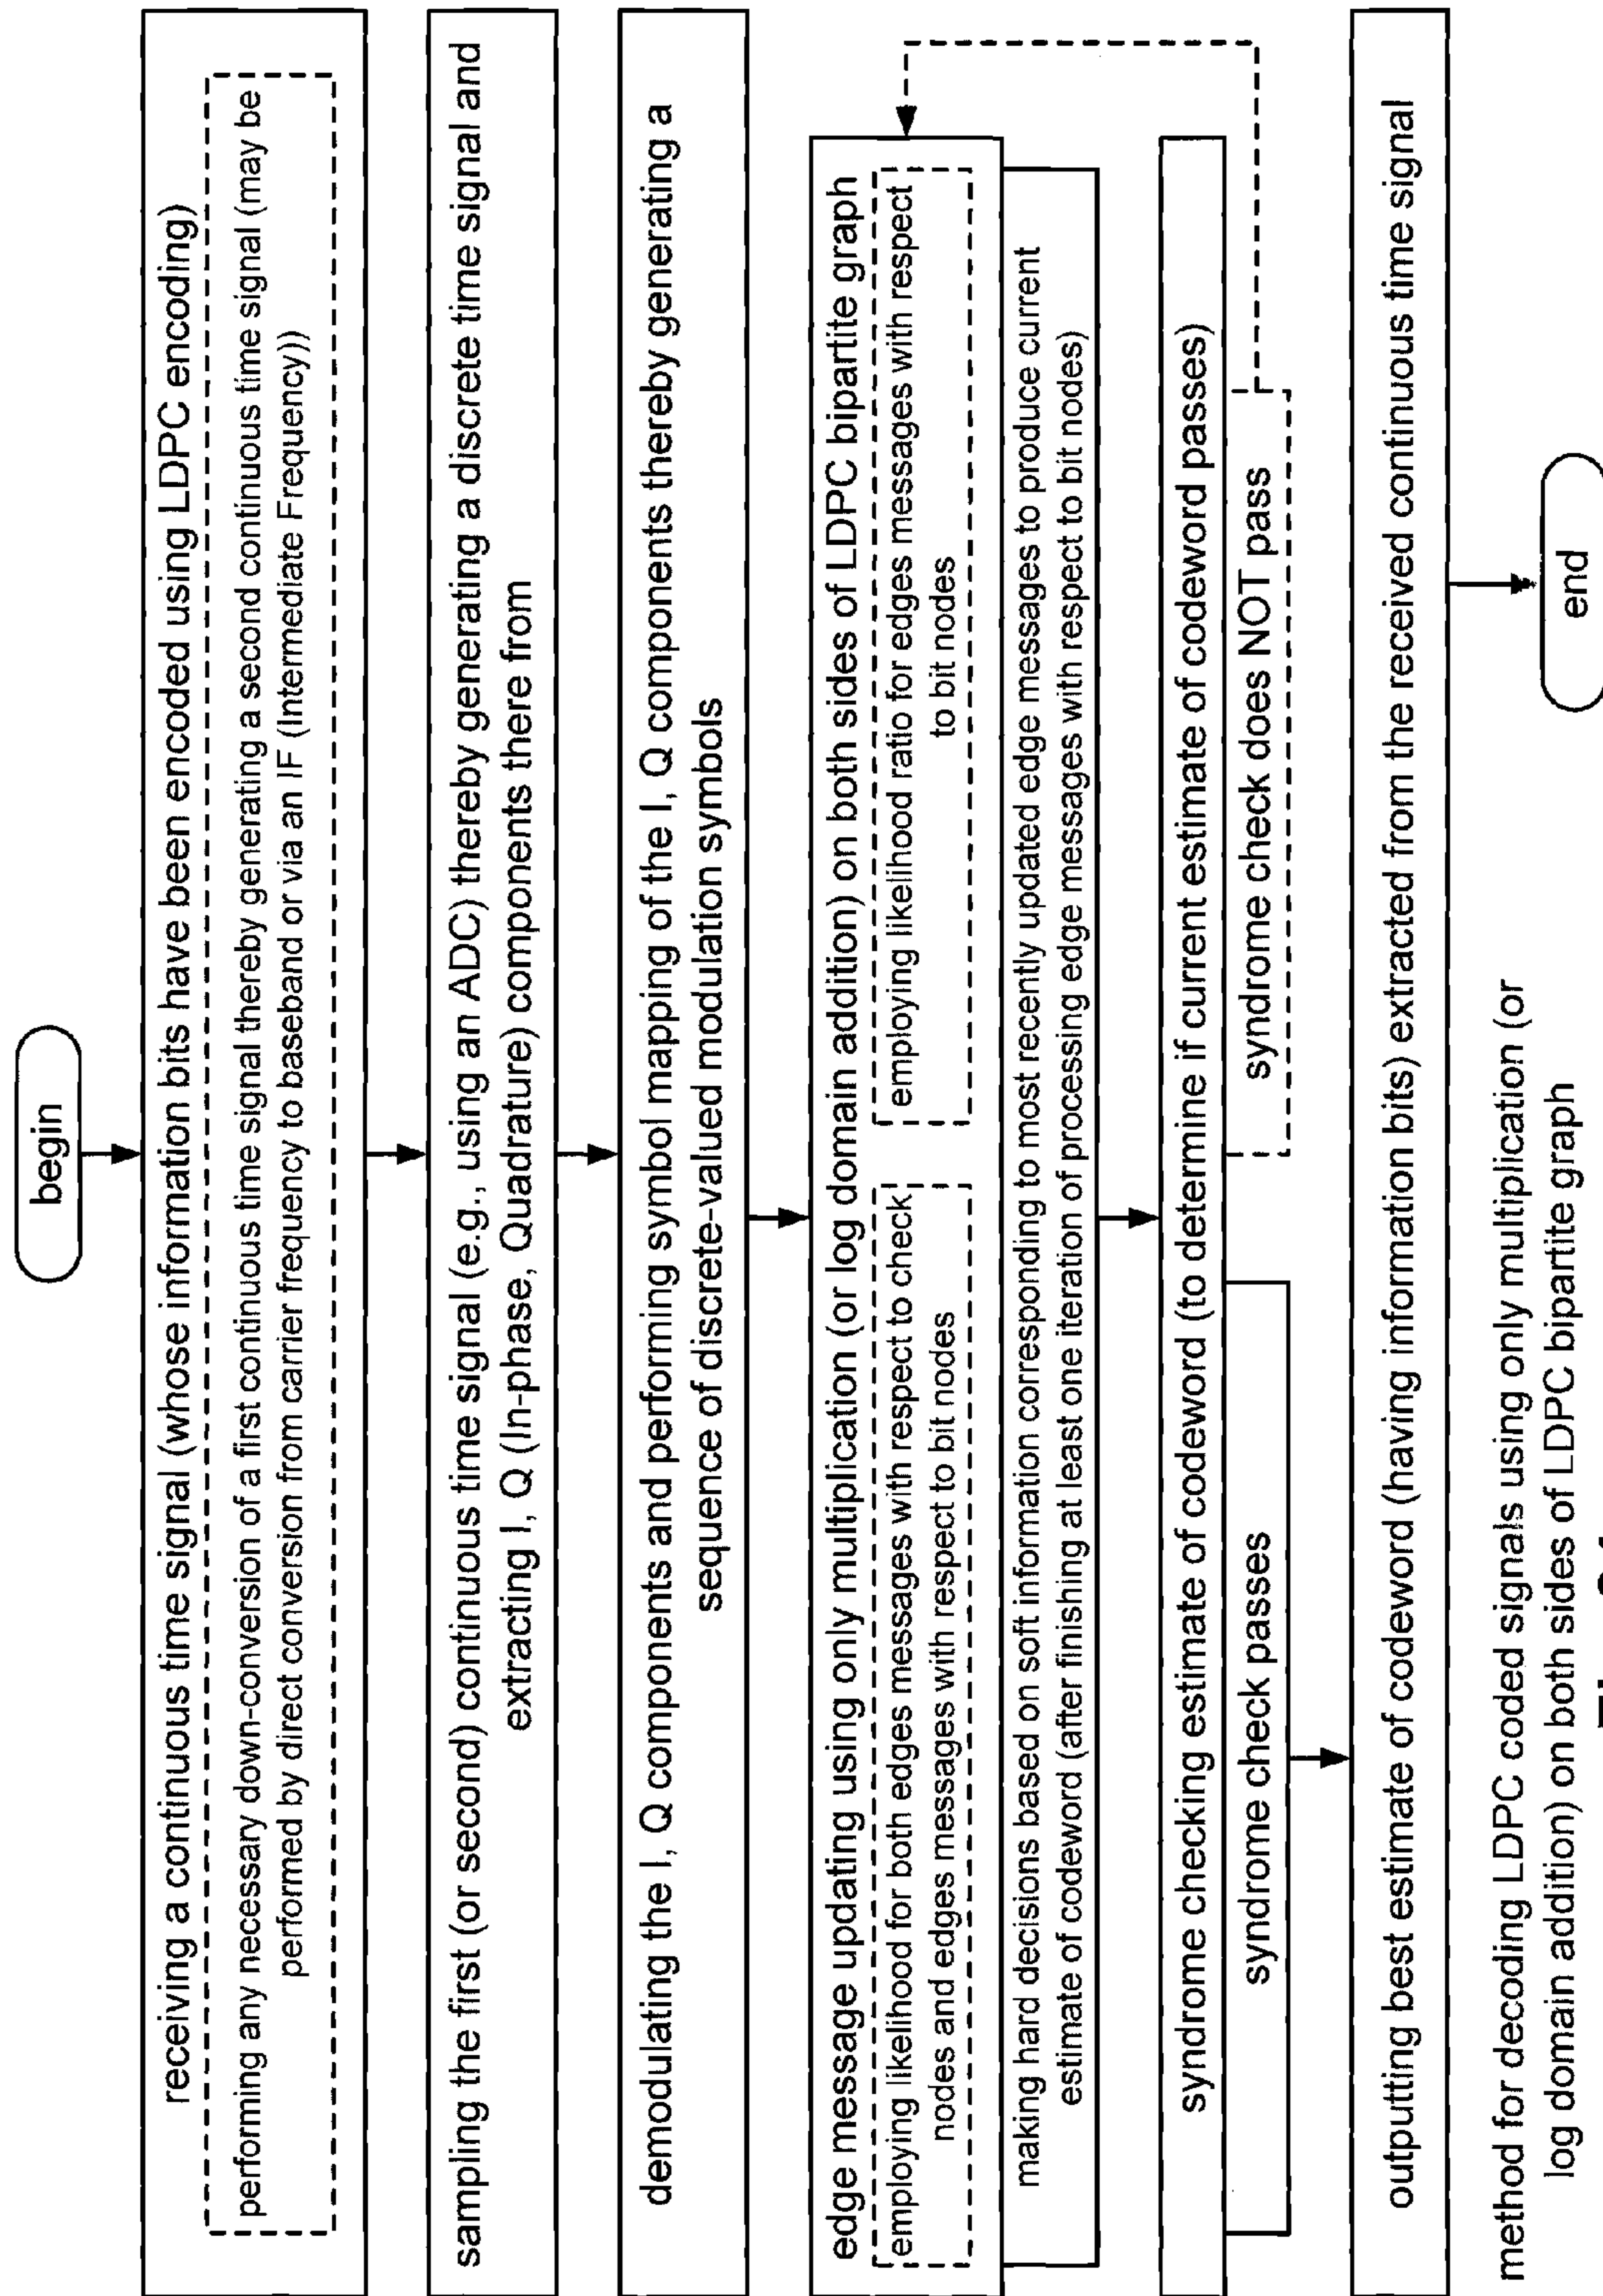 begin
receiving a continuous time signal (whose information bits have been encoded using LDPC encoding)
performing any necessary down-conversion of a first continuous time signal thereby generating a second continuous time signal (may be
performed by direct conversion from carrier frequency to baseband or via an IF (Intermediate Frequency))
sampling the first (or second) continuous time signal (e.g., using an ADC) thereby generating a discrete time signal and
extracting I, Q (In-phase, Quadrature) components there from
demodulating the I, Q components and performing symbol mapping of the I, Q components thereby generating a
sequence of discrete-valued modulation symbols
edge message updating using only multiplication (or log domain addition) on both sides of LDPC bipartite graph
employing likelihood for both edges messages with respect to check
nodes and edges messages with respect to bit nodes
employing likelihood ratio for edges messages with respect
to bit nodes
making hard decisions based on soft information corresponding to most recently updated edge messages to produce current
estimate of codeword (after finishing at least one iteration of processing edge messages with respect to bit nodes)
syndrome checking estimate of codeword (to determine if current estimate of codeword passes)
syndrome check passes
syndrome check does NOT pass
outputting best estimate of codeword (having information bits) extracted from the received continuous time signal
end
method for decoding LDPC coded signals using only multiplication (or
log domain addition) on both sides of LDPC bipartite graph